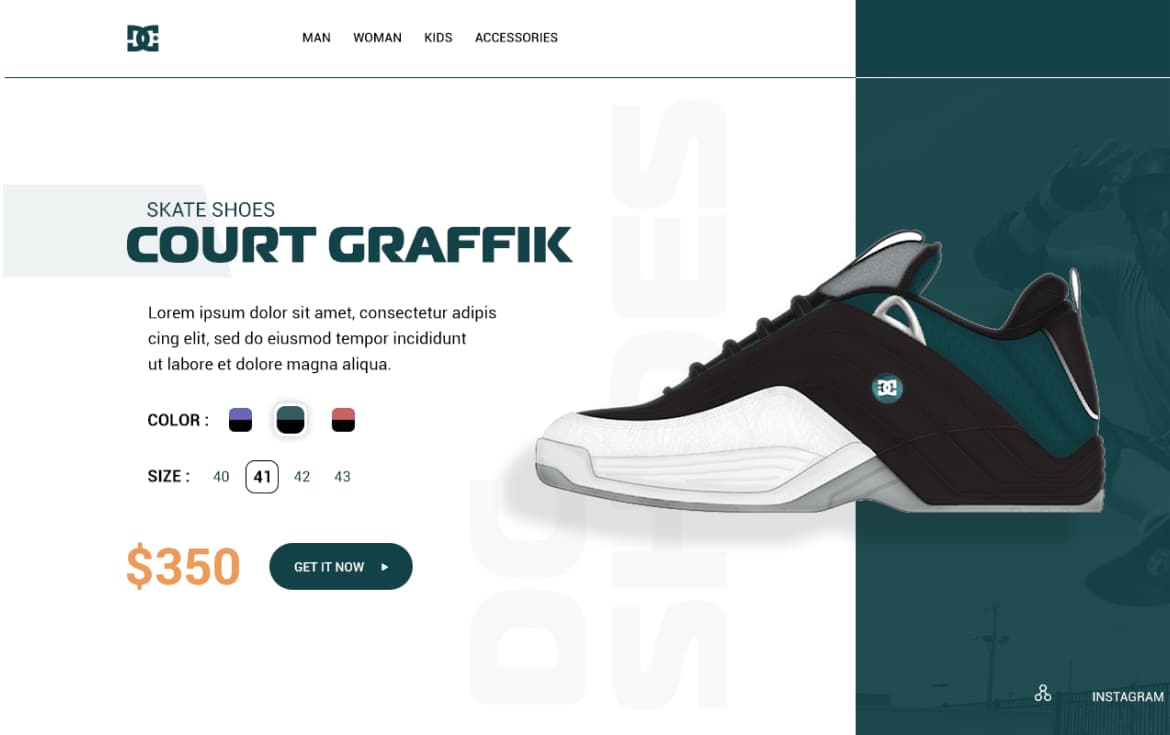 DC
MAN WOMAN KIDS ACCESSORIES
SKATE SHOES
COURT GRAFFIK
Lorem ipsum dolor sit amet, consectetur adipis
cing elit, sed do eiusmod tempor incididunt
ut labore et dolore magna aliqua.
COLOR :
SIZE : 40 41 42 43
$350 GET IT NOW
DC
SHOES
DC
INSTAGRAM